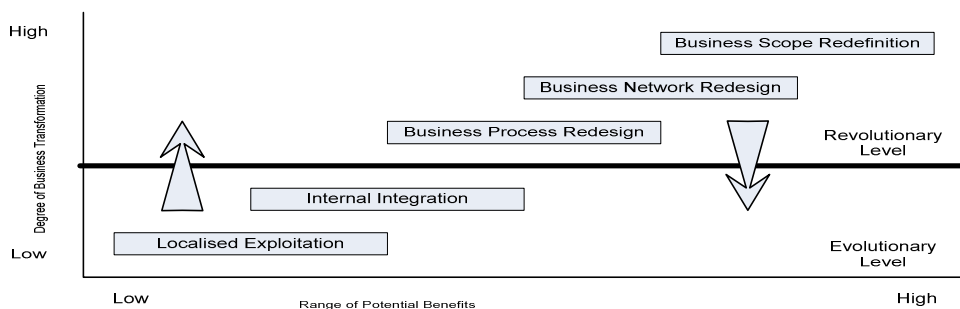 High
Business Scope Redefinition
Business Network Redesign
Business Process Redesign
Revolutionary
Level
Degree of Business Transformation
Internal Integration
Localised Exploitation
Low
Evolutionary
Level
Low
Range of Potential Benefits
High